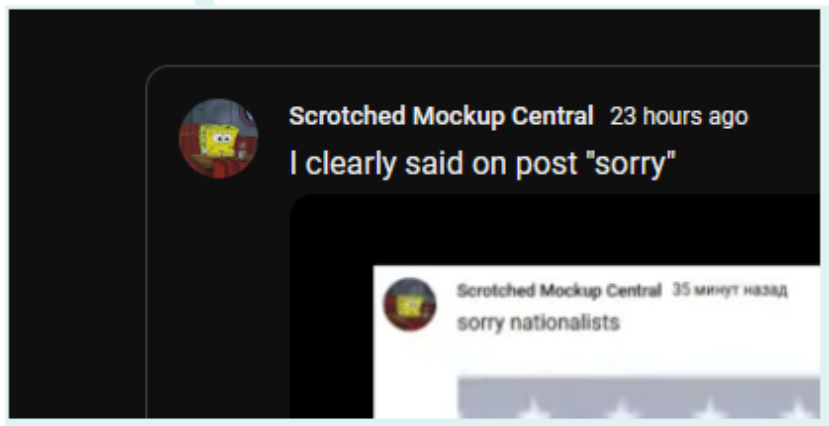 Scrotched Mockup Central 23 hours ago
I clearly said on post "sorry"
Scrotched Mockup Central 35 минут назад
sorry nationalists